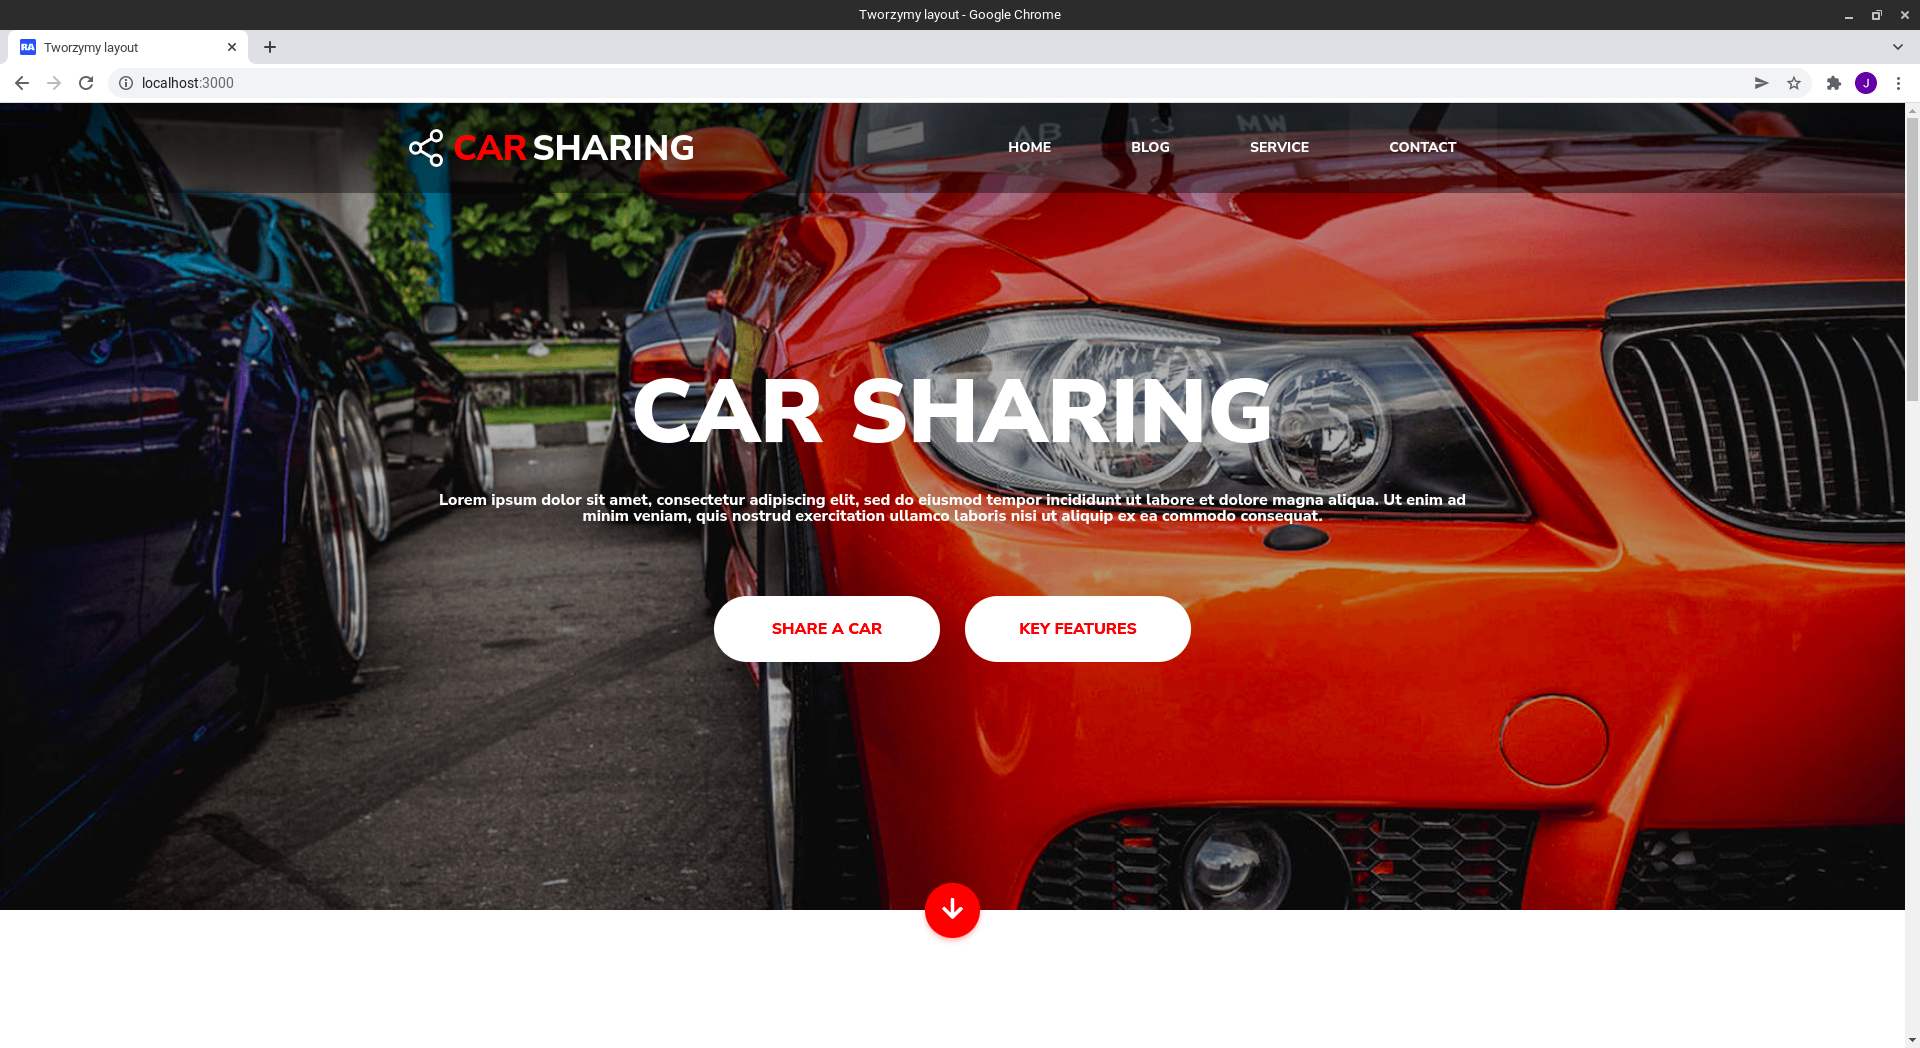 Tworzymy layout - Google Chrome
RA Tworzymy layout
localhost:3000
J
CAR SHARING
HOME BLOG SERVICE CONTACT
CAR SHARING
Lorem ipsum dolor sit amet, consectetur adipiscing elit, sed do eiusmod tempor incididunt ut labore et dolore magna aliqua. Ut enim ad
minim veniam, quis nostrud exercitation ullamco laboris nisi ut aliquip ex ea commodo consequat.
SHARE A CAR KEY FEATURES